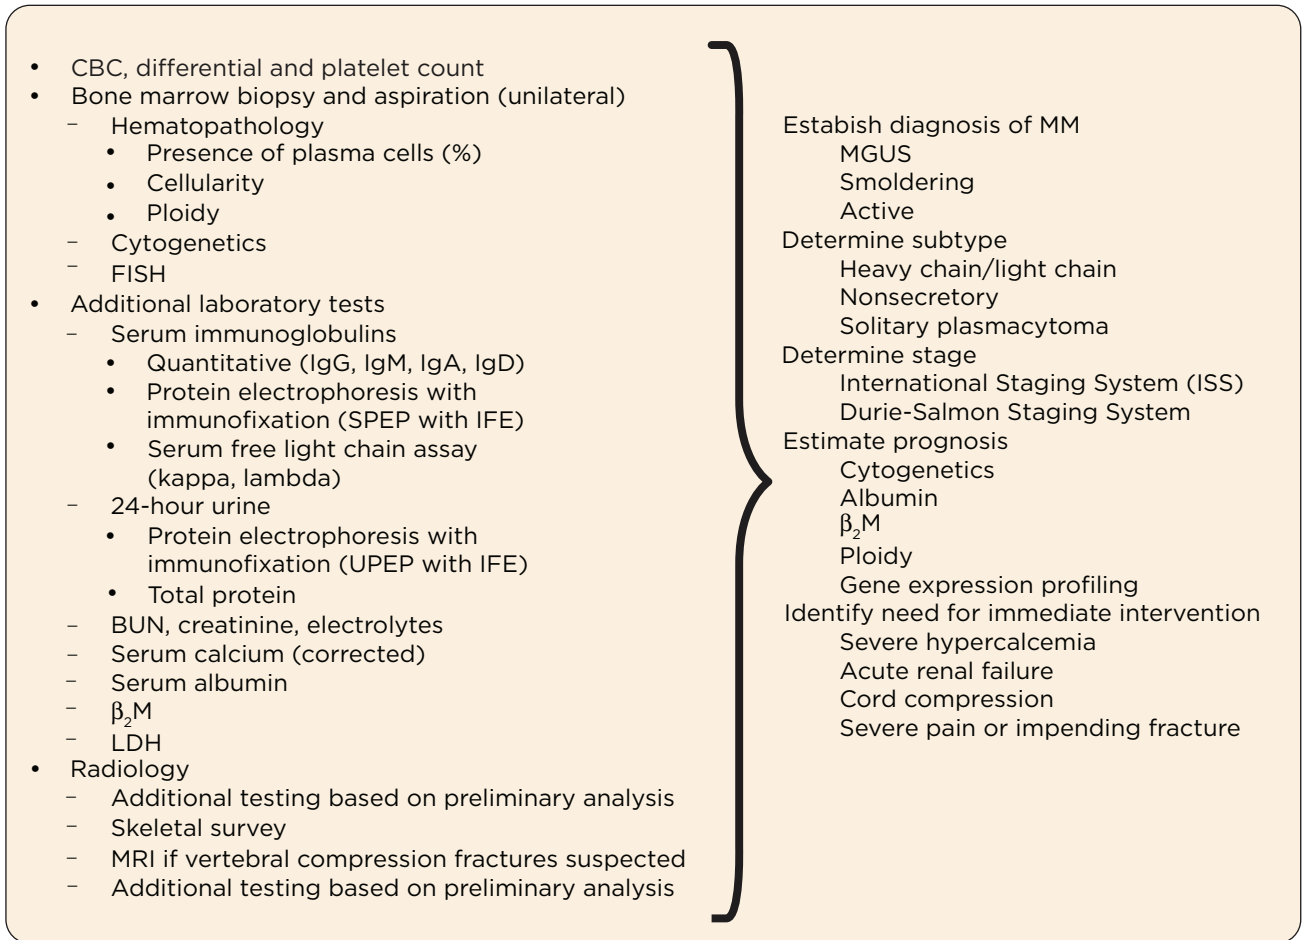 • CBC, differential and platelet count
• Bone marrow biopsy and aspiration (unilateral)
– Hematopathology
• Presence of plasma cells (%)
• Cellularity
• Ploidy
– Cytogenetics
– FISH
• Additional laboratory tests
– Serum immunoglobulins
• Quantitative (IgG, IgM, IgA, IgD)
• Protein electrophoresis with
immunofixation (SPEP with IFE)
• Serum free light chain assay
(kappa, lambda)
– 24-hour urine
• Protein electrophoresis with
immunofixation (UPEP with IFE)
• Total protein
– BUN, creatinine, electrolytes
– Serum calcium (corrected)
– Serum albumin
– β₂M
– LDH
• Radiology
– Additional testing based on preliminary analysis
– Skeletal survey
– MRI if vertebral compression fractures suspected
– Additional testing based on preliminary analysis
Estabish diagnosis of MM
MGUS
Smoldering
Active
Determine subtype
Heavy chain/light chain
Nonsecretory
Solitary plasmacytoma
Determine stage
International Staging System (ISS)
Durie-Salmon Staging System
Estimate prognosis
Cytogenetics
Albumin
β₂M
Ploidy
Gene expression profiling
Identify need for immediate intervention
Severe hypercalcemia
Acute renal failure
Cord compression
Severe pain or impending fracture